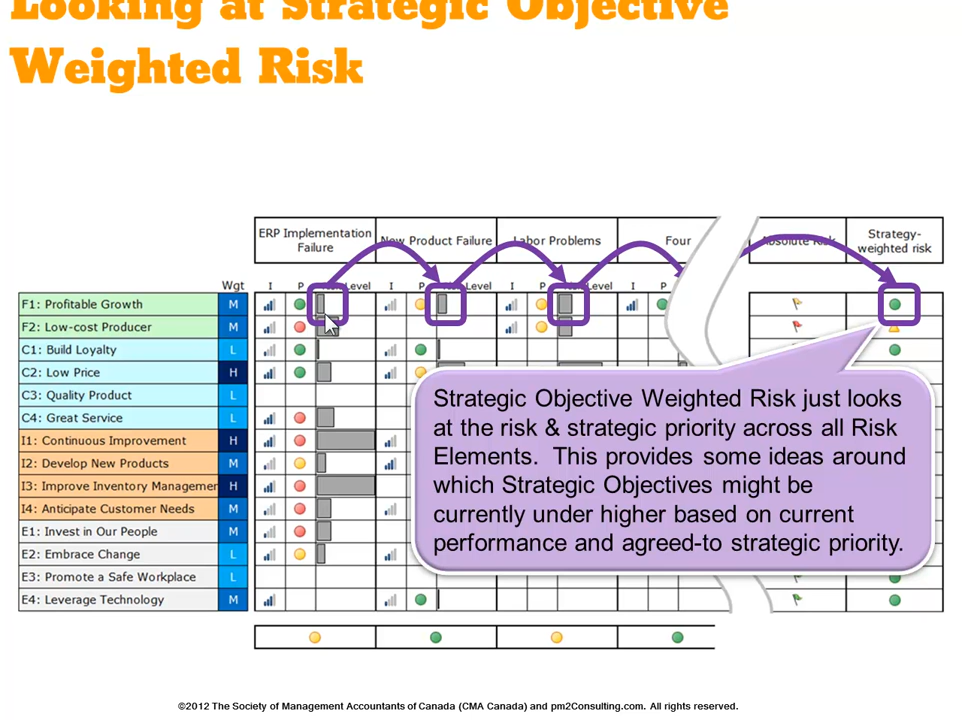 Looking at Strategic Objective
Weighted Risk
ERP Implementation
Failure
New Product Failure
Labor Problems
Four
Absolute Risk
Strategy-
weighted risk
Wgt I P Level I P Level I P Level I P
F1: Profitable Growth M
F2: Low-cost Producer M
C1: Build Loyalty L
C2: Low Price H
C3: Quality Product L
C4: Great Service L
I1: Continuous Improvement H
I2: Develop New Products M
I3: Improve Inventory Managemer H
I4: Anticipate Customer Needs M
E1: Invest in Our People M
E2: Embrace Change L
E3: Promote a Safe Workplace L
E4: Leverage Technology M
Strategic Objective Weighted Risk just looks
at the risk & strategic priority across all Risk
Elements. This provides some ideas around
which Strategic Objectives might be
currently under higher based on current
performance and agreed-to strategic priority.
©2012 The Society of Management Accountants of Canada (CMA Canada) and pm2Consulting.com. All rights reserved.